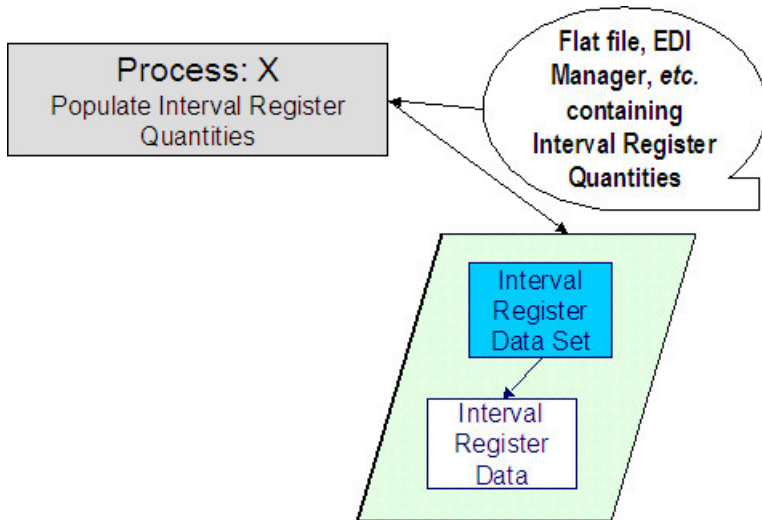 Process: X
Populate Interval Register
Quantities
Flat file, EDI
Manager, etc.
containing
Interval Register
Quantities
Interval
Register
Data Set
Interval
Register
Data